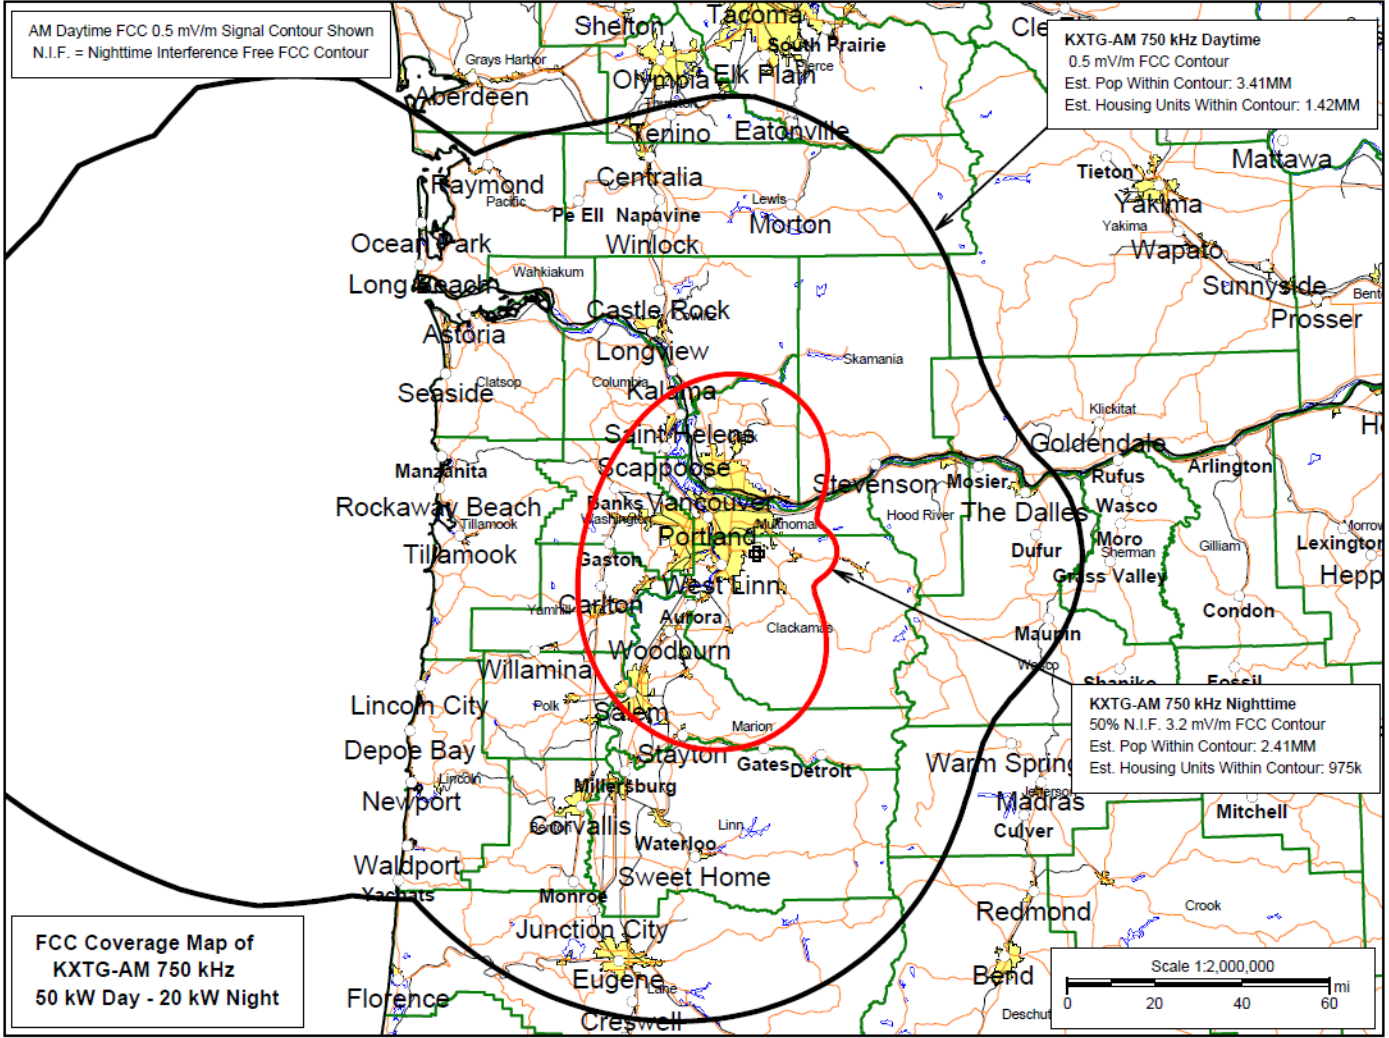 AM Daytime FCC 0.5 mV/m Signal Contour Shown
N.I.F. = Nighttime Interference Free FCC Contour
KXTG-AM 750 kHz Daytime
0.5 mV/m FCC Contour
Est. Pop Within Contour: 3.41MM
Est. Housing Units Within Contour: 1.42MM
Shelton
Tacoma
South Prairie
Pierce
Grays Harbor
Olympia
Elk Plain
Aberdeen
Thurston
Tenino
Eatonville
Mattawa
Tieton
Centralia
Raymond
Pacific
Lewis
Yakima
Pe Ell
Napavine
Morton
Yakima
Ocean Park
Winlock
Wapato
Wahkiakum
Long Beach
Sunnyside
Castle Rock
Prosser
Astoria
Longview
Skamania
Seaside
Clatsop
Columbia
Kalama
Klickitat
Saint Helens
Goldendale
Manzanita
Scappoose
Stevenson
Mosier
Rufus
Arlington
Rockaway Beach
Banks
Vancouver
Hood River
The Dalles
Wasco
Tillamook
Washington
Multnomah
Portland
Tillamook
Gaston
Dufur
Moro
Sherman
Gilliam
Lexington
West Linn
Grass Valley
Yamhill
Carlton
Aurora
Clackamas
Condon
Woodburn
Maupin
Willamina
Wasco
Shaniko
Fossil
Lincoln City
Polk
Salem
Marion
KXTG-AM 750 kHz Nighttime
50% N.I.F. 3.2 mV/m FCC Contour
Est. Pop Within Contour: 2.41MM
Est. Housing Units Within Contour: 975k
Depoe Bay
Stayton
Gates
Detroit
Warm Spring
Lincoln
Millersburg
Jefferson
Newport
Madras
Mitchell
Benton
Corvallis
Linn
Culver
Waterloo
Waldport
Sweet Home
Yachats
Monroe
Redmond
Crook
Junction City
FCC Coverage Map of
KXTG-AM 750 kHz
50 kW Day - 20 kW Night
Eugene
Bend
Lane
Florence
Creswell
Deschut
Scale 1:2,000,000
mi
0 20 40 60